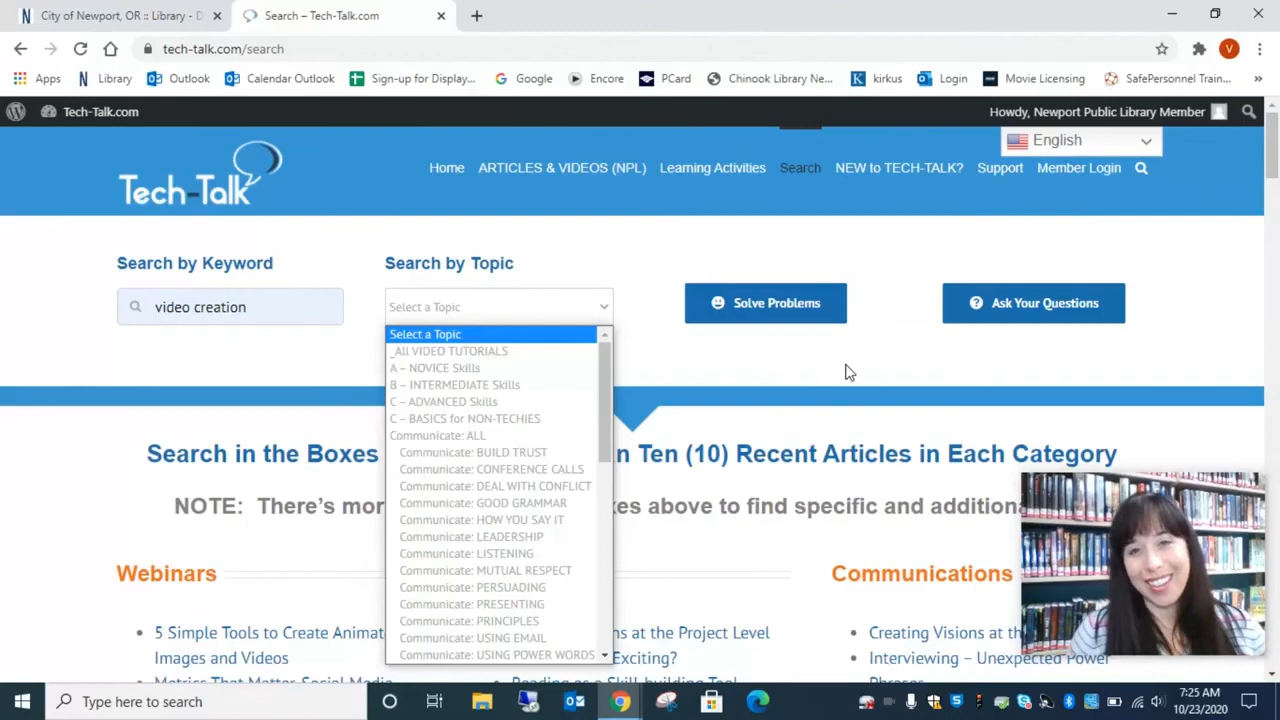 City of Newport, OR :: Library - D
Search – Tech-Talk.com
tech-talk.com/search
V
Apps
Library
Outlook
Calendar Outlook
Sign-up for Display...
Google
Encore
PCard
Chinook Library Ne...
kirkus
Login
Movie Licensing
SafePersonnel Train...
Tech-Talk.com
Howdy, Newport Public Library Member
English
Tech-Talk
Home
ARTICLES & VIDEOS (NPL)
Learning Activities
Search
NEW to TECH-TALK?
Support
Member Login
Search by Keyword
Search by Topic
video creation
Select a Topic
Solve Problems
Ask Your Questions
Select a Topic
_All VIDEO TUTORIALS
A – NOVICE Skills
B – INTERMEDIATE Skills
C – ADVANCED Skills
C – BASICS for NON-TECHIES
Communicate: ALL
Communicate: BUILD TRUST
Communicate: CONFERENCE CALLS
Communicate: DEAL WITH CONFLICT
Communicate: GOOD GRAMMAR
Communicate: HOW YOU SAY IT
Communicate: LEADERSHIP
Communicate: LISTENING
Communicate: MUTUAL RESPECT
Communicate: PERSUADING
Communicate: PRESENTING
Communicate: PRINCIPLES
Communicate: USING EMAIL
Communicate: USING POWER WORDS
Search in the Boxes n Ten (10) Recent Articles in Each Category
NOTE: There's mor xes above to find specific and additiona
Webinars
Communications
5 Simple Tools to Create Animat
Images and Videos
ns at the Project Level
Exciting?
Creating Visions at th
Interviewing – Unexpected Power
Type here to search
7:25 AM
10/23/2020